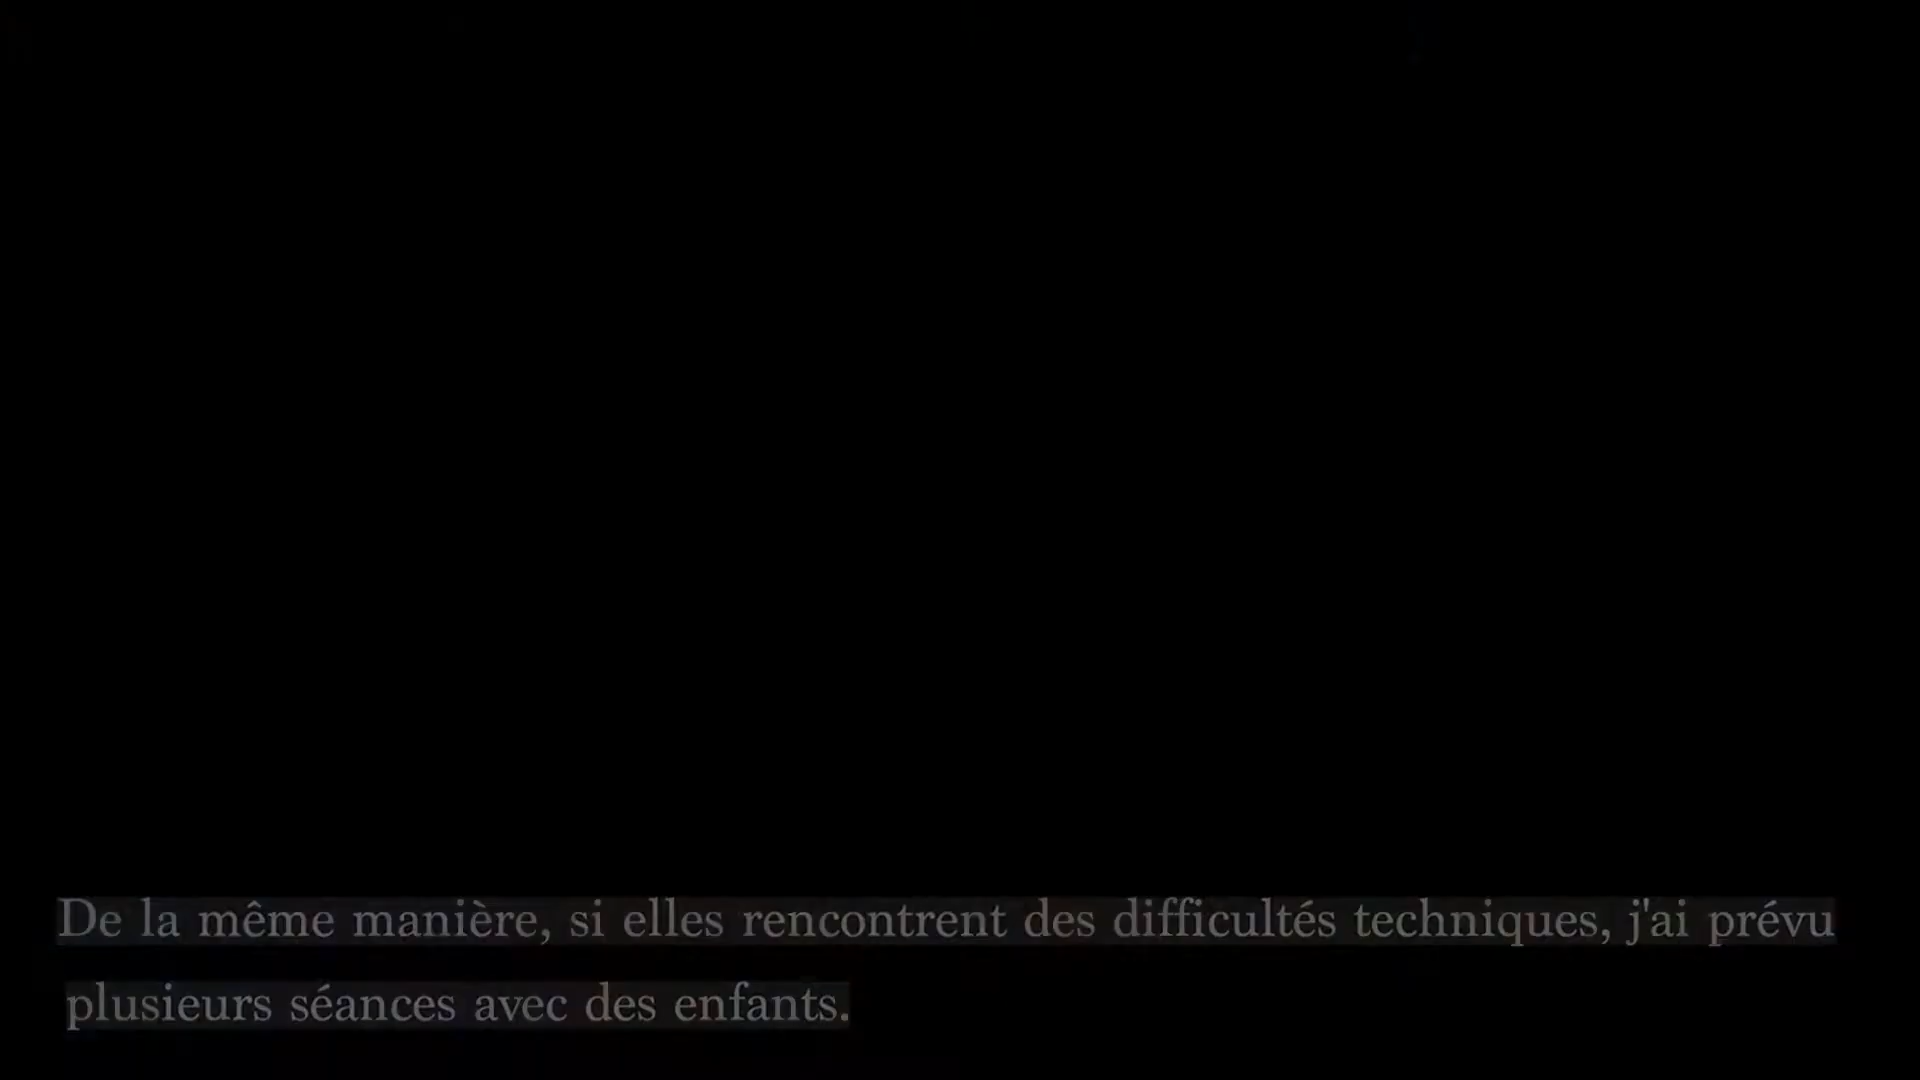 De la même manière, si elles rencontrent des difficultés techniques, j'ai prévu
plusieurs séances avec des enfants.